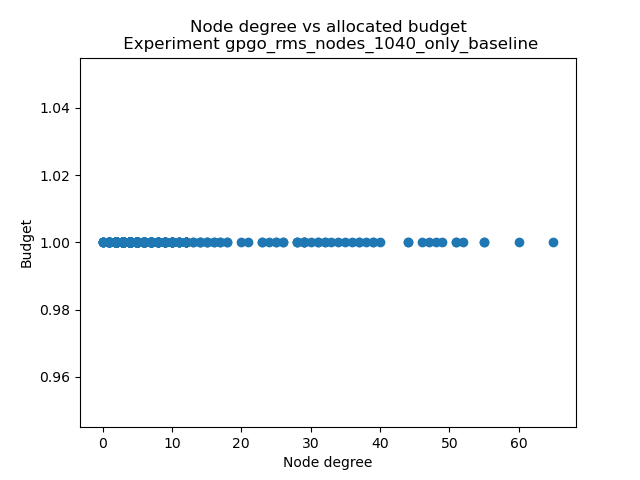 Node degree vs allocated budget
Experiment gpgo_rms_nodes_1040_only_baseline
1.04
1.02
1.00
0.98
0.96
Budget
0 10 20 30 40 50 60
Node degree